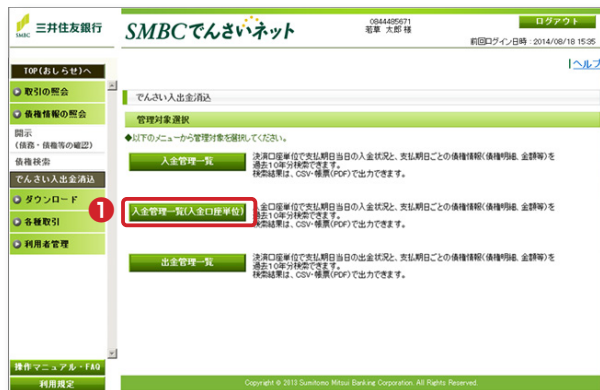 三井住友銀行
SMBC
SMBCでんさいネット
0844485671
若草 太郎 様
ログアウト
前回ログイン日時:2014/08/18 15:35
ヘルプ
TOP(おしらせ)へ
取引の照会
債権情報の照会
開示
(債務・債権等の確認)
債権検索
でんさい入出金消込
ダウンロード
各種取引
利用者管理
操作マニュアル・FAQ
利用規定
でんさい入出金消込
管理対象選択
◆以下のメニューから管理対象を選択してください。
入金管理一覧
決済口座単位で支払期日当日の入金状況と、支払期日ごとの債権情報(債権明細、金額等)を
過去10年分検索できます。
検索結果は、CSV・帳票(PDF)で出力できます。
1
入金管理一覧(入金口座単位)
入金口座単位で支払期日当日の入金状況と、支払期日ごとの債権情報(債権明細、金額等)を
過去10年分検索できます。
検索結果は、CSV・帳票(PDF)で出力できます。
出金管理一覧
決済口座単位で支払期日当日の出金状況と、支払期日ごとの債権情報(債権明細、金額等)を
過去10年分検索できます。
検索結果は、CSV・帳票(PDF)で出力できます。
Copyright © 2013 Sumitomo Mitsui Banking Corporation. All Rights Reserved.